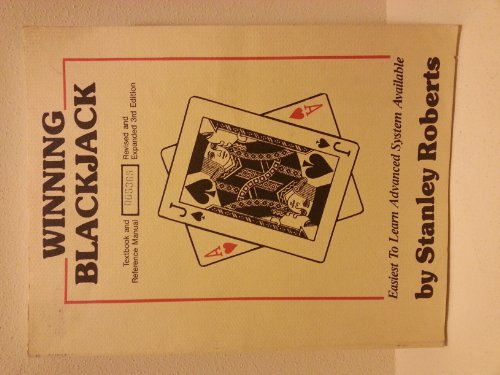 WINNING
BLACKJACK
Textbook and
Reference Manual
005365
Revised and
Expanded 3rd Edition
A
J
J
A
Easiest To Learn Advanced System Available
by Stanley Roberts